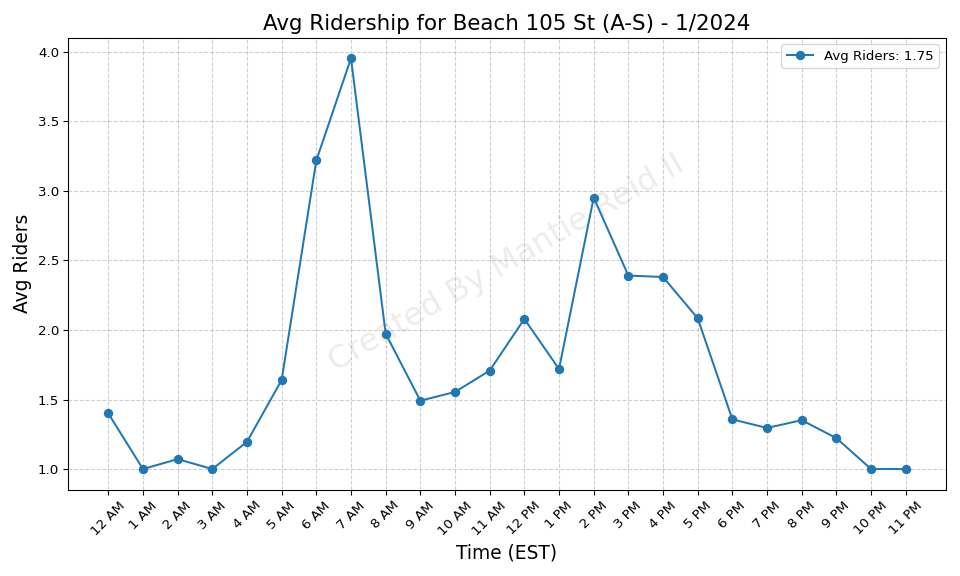 Avg Ridership for Beach 105 St (A-S) - 1/2024
Avg Riders: 1.75
Avg Riders
4.0
3.5
3.0
2.5
2.0
1.5
1.0
Created By Mantie Reid II
12 AM 1 AM 2 AM 3 AM 4 AM 5 AM 6 AM 7 AM 8 AM 9 AM 10 AM 11 AM 12 PM 1 PM 2 PM 3 PM 4 PM 5 PM 6 PM 7 PM 8 PM 9 PM 10 PM 11 PM
Time (EST)